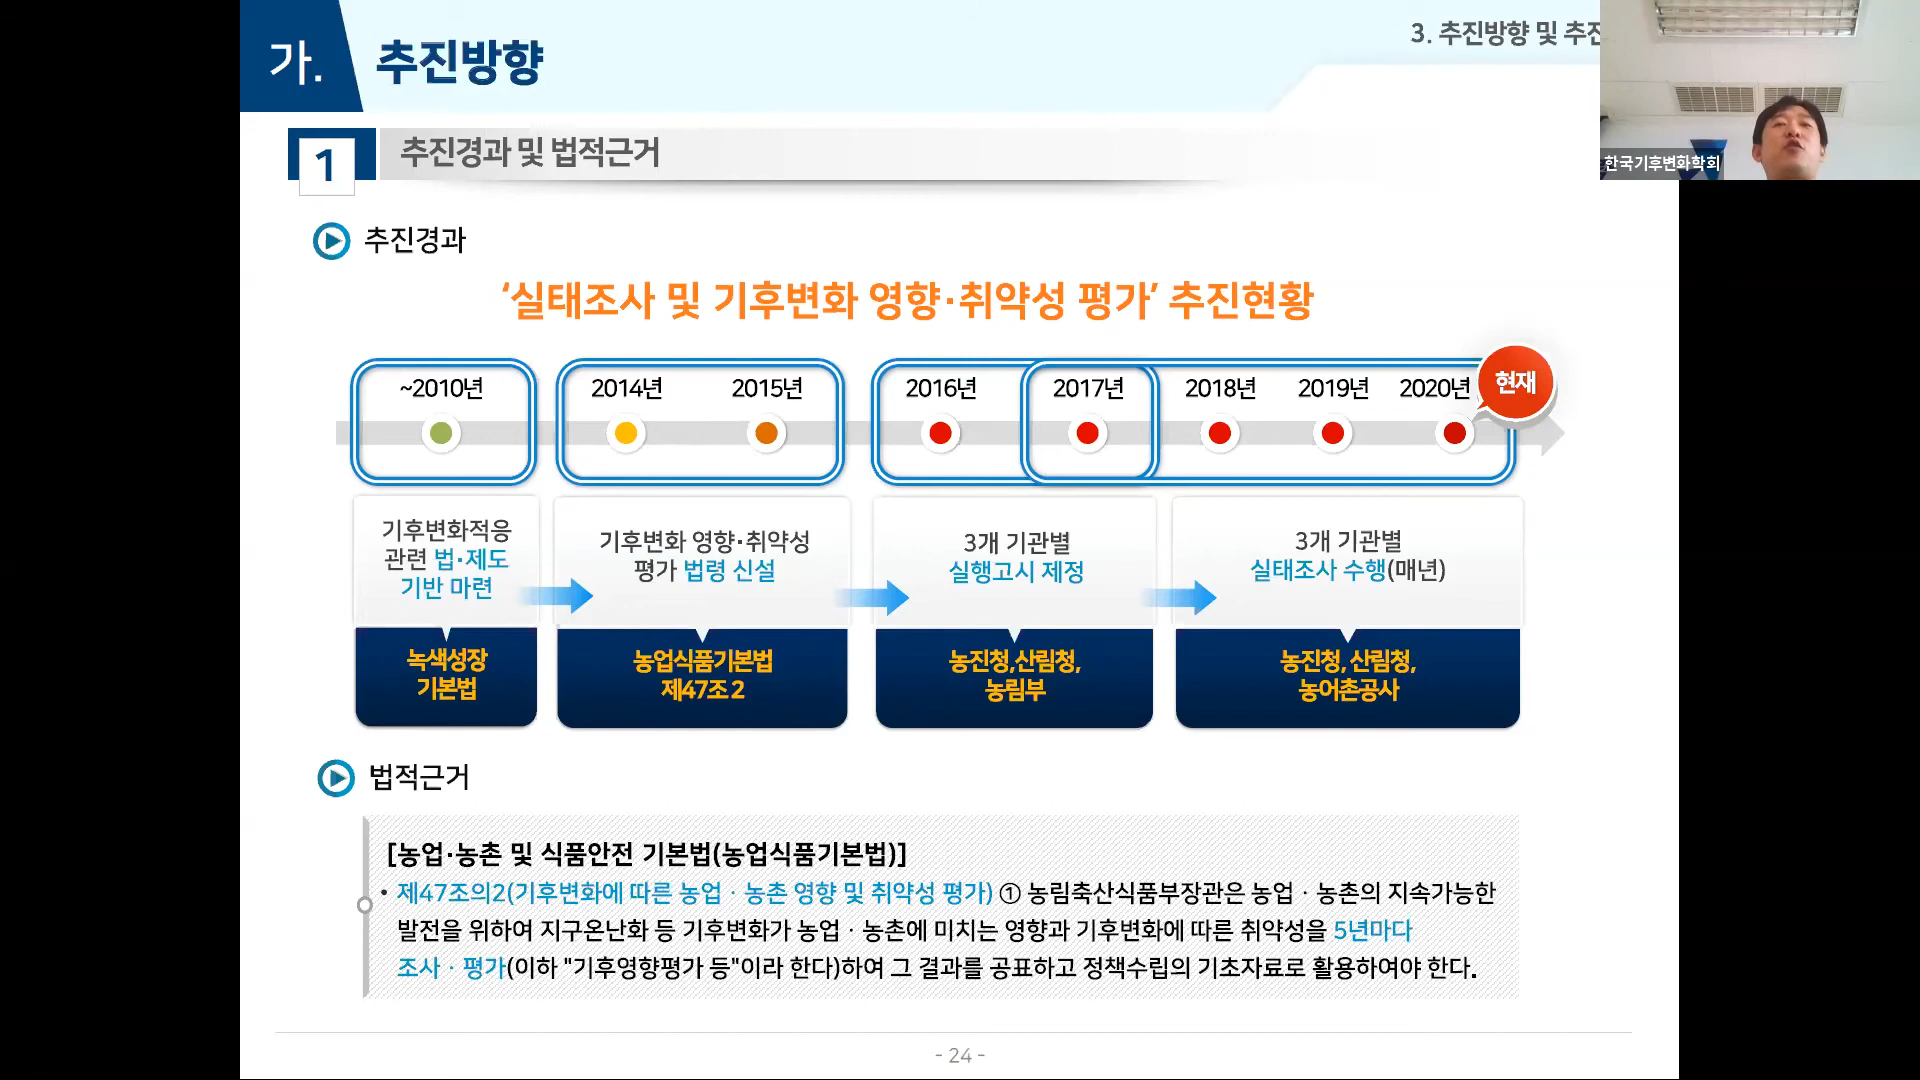 가. 추진방향
3. 추진방향 및 추진
한국기후변화학회
1 추진경과 및 법적근거
추진경과
‘실태조사 및 기후변화 영향·취약성 평가’ 추진현황
~2010년 2014년 2015년 2016년 2017년 2018년 2019년 2020년 현재
기후변화적응
관련 법·제도
기반 마련
녹색성장
기본법
기후변화 영향·취약성
평가 법령 신설
농업식품기본법
제47조 2
3개 기관별
실행고시 제정
농진청,산림청,
농림부
3개 기관별
실태조사 수행(매년)
농진청, 산림청,
농어촌공사
법적근거
[농업·농촌 및 식품안전 기본법(농업식품기본법)]
• 제47조의2(기후변화에 따른 농업 · 농촌 영향 및 취약성 평가) ① 농림축산식품부장관은 농업 · 농촌의 지속가능한
발전을 위하여 지구온난화 등 기후변화가 농업 · 농촌에 미치는 영향과 기후변화에 따른 취약성을 5년마다
조사 · 평가(이하 "기후영향평가 등"이라 한다)하여 그 결과를 공표하고 정책수립의 기초자료로 활용하여야 한다.
- 24 -